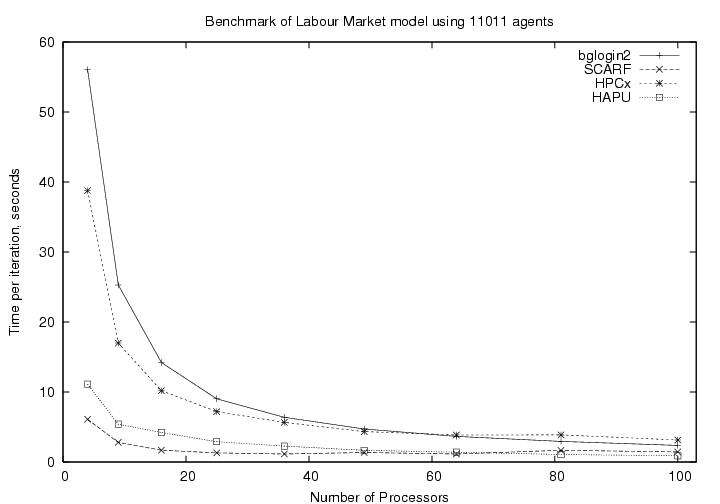 Benchmark of Labour Market model using 11011 agents
60
50
40
30
20
10
0
Time per iteration, seconds
bglogin2
SCARF
HPCx
HAPU
0 20 40 60 80 100
Number of Processors